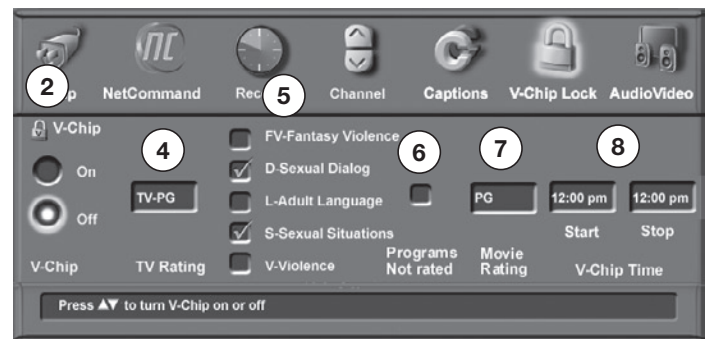 NC
2
p
NetCommand
Rec
5
Channel
Captions
V-Chip Lock
AudioVideo
V-Chip
On
Off
V-Chip
4
TV-PG
TV Rating
FV-Fantasy Violence
D-Sexual Dialog
L-Adult Language
S-Sexual Situations
V-Violence
6
Programs
Not rated
7
PG
Movie
Rating
8
12:00 pm
12:00 pm
Start
Stop
V-Chip Time
Press ▲▼ to turn V-Chip on or off